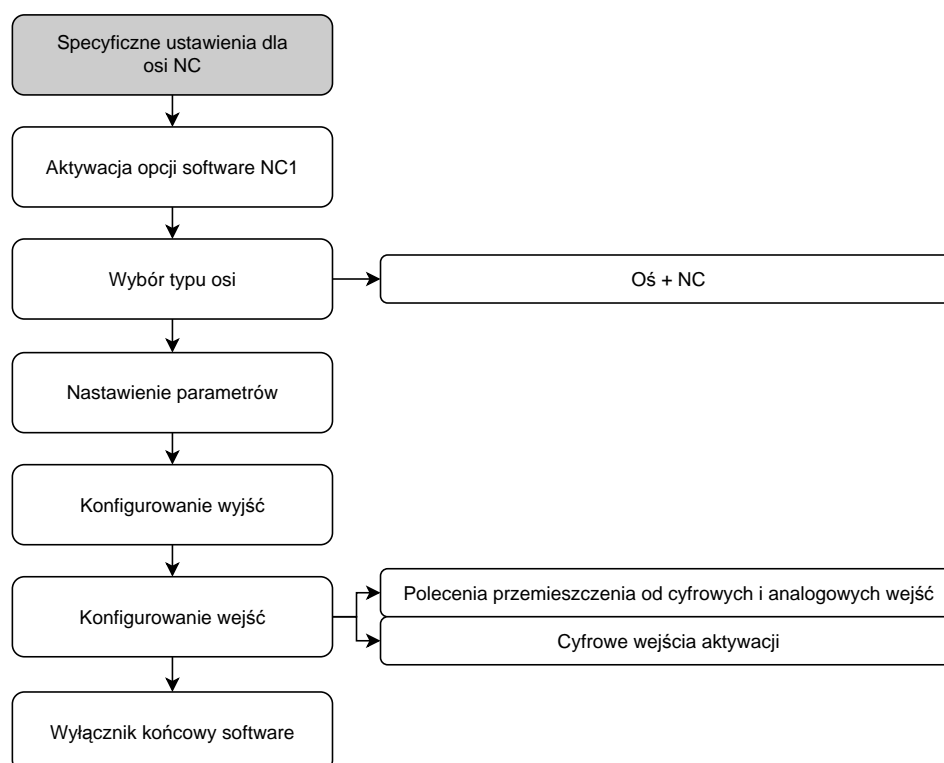 Specyficzne ustawienia dla
osi NC
Aktywacja opcji software NC1
Wybór typu osi
Oś + NC
Nastawienie parametrów
Konfigurowanie wyjść
Konfigurowanie wejść
Polecenia przemieszczenia od cyfrowych i analogowych wejść
Cyfrowe wejścia aktywacji
Wyłącznik końcowy software